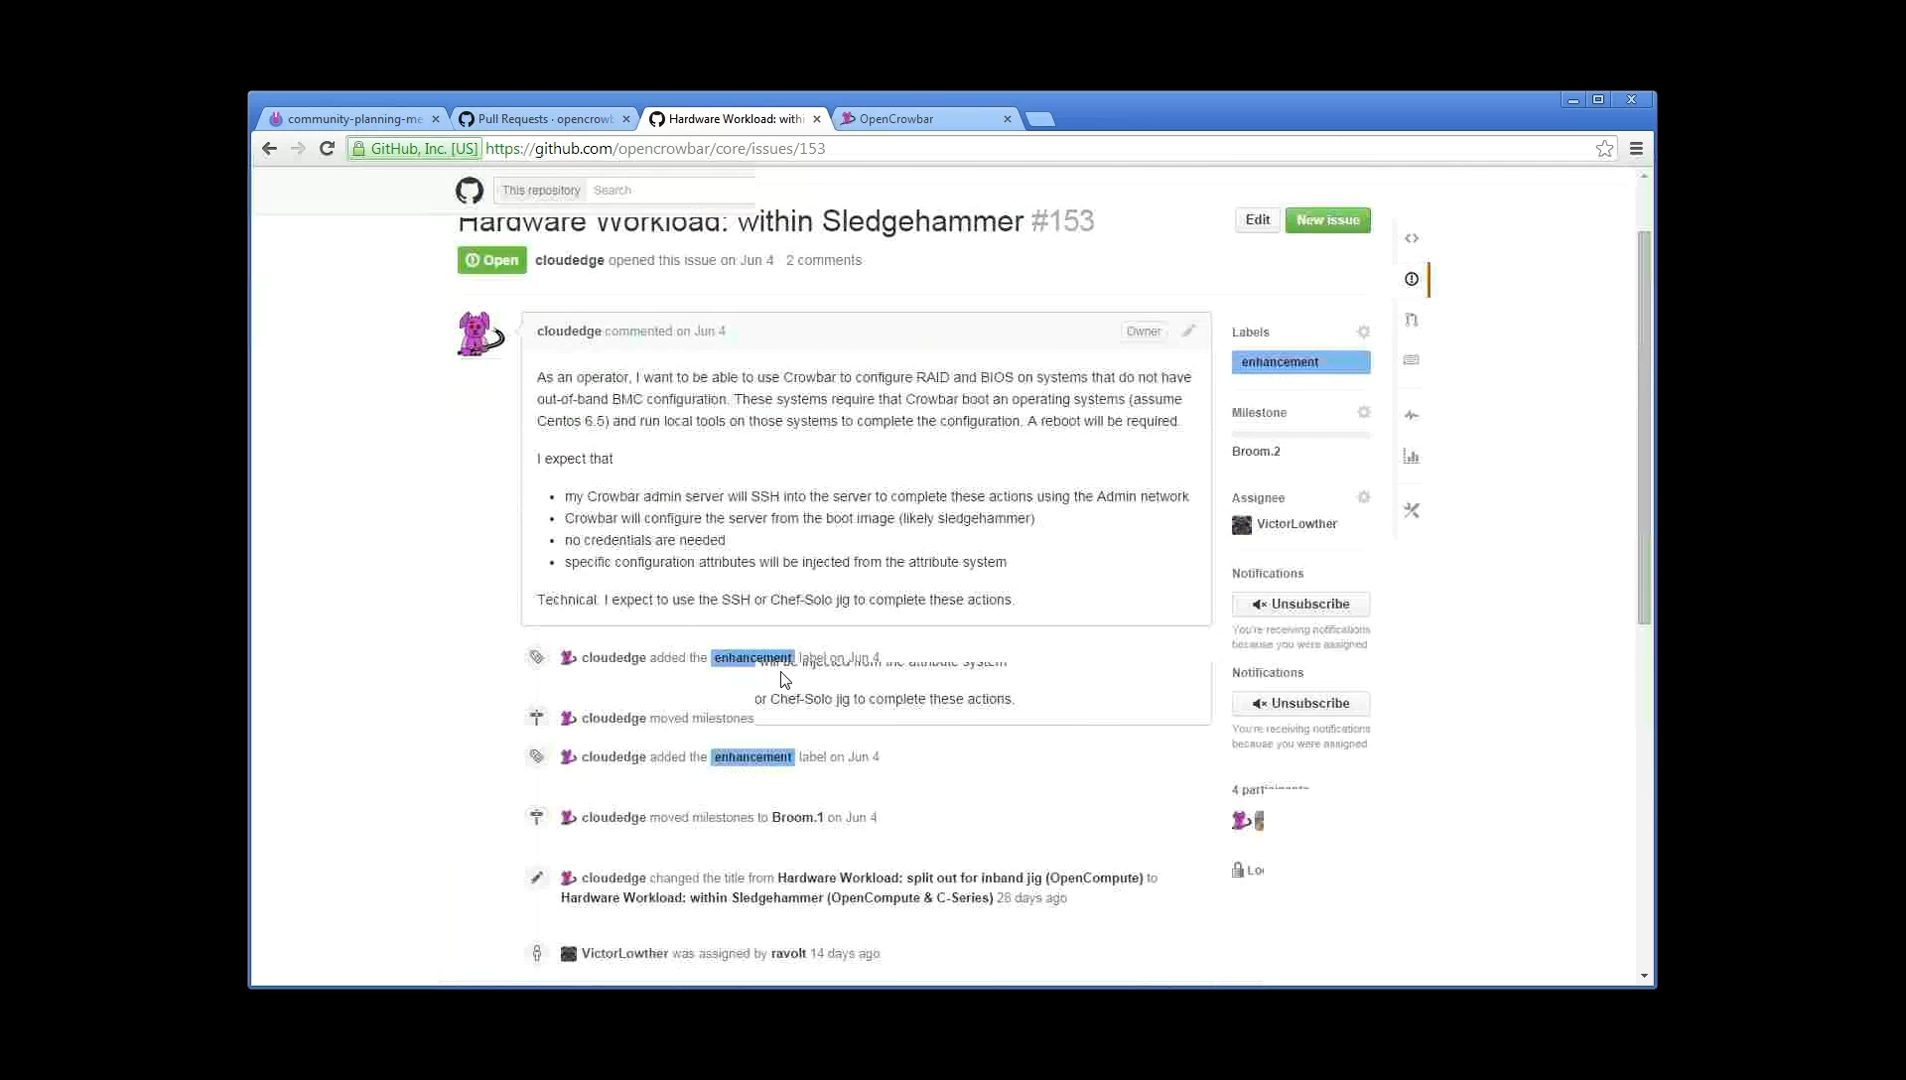 community-planning-me
Pull Requests · opencrowb
Hardware Workload: with
OpenCrowbar
GitHub, Inc. [US] https://github.com/opencrowbar/core/issues/153
This repository Search
Hardware Workload: within Sledgehammer #153
Edit New issue
Open cloudedge opened this issue on Jun 4 2 comments
cloudedge commented on Jun 4 Owner
As an operator, I want to be able to use Crowbar to configure RAID and BIOS on systems that do not have
out-of-band BMC configuration. These systems require that Crowbar boot an operating systems (assume
Centos 6.5) and run local tools on those systems to complete the configuration. A reboot will be required.
I expect that
• my Crowbar admin server will SSH into the server to complete these actions using the Admin network
• Crowbar will configure the server from the boot image (likely sledgehammer)
• no credentials are needed
• specific configuration attributes will be injected from the attribute system
Technical: I expect to use the SSH or Chef-Solo jig to complete these actions.
cloudedge added the enhancement label on Jun 4
will be injected from the attribute system
or Chef-Solo jig to complete these actions.
cloudedge moved milestones
cloudedge added the enhancement label on Jun 4
cloudedge moved milestones to Broom.1 on Jun 4
cloudedge changed the title from Hardware Workload: split out for inband jig (OpenCompute) to
Hardware Workload: within Sledgehammer (OpenCompute & C-Series) 28 days ago
VictorLowther was assigned by ravolt 14 days ago
Labels
enhancement
Milestone
Broom.2
Assignee
VictorLowther
Notifications
Unsubscribe
You're receiving notifications
because you were assigned
Notifications
Unsubscribe
You're receiving notifications
because you were assigned
4 participants
Loc